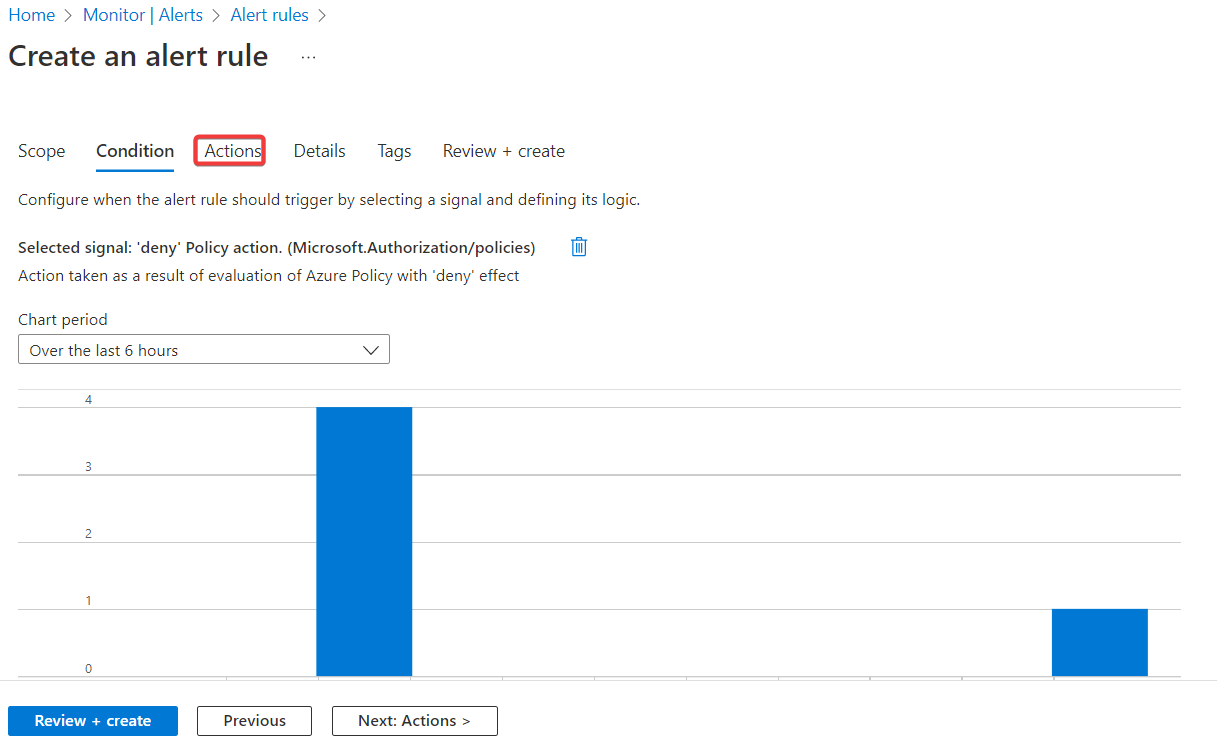 Home > Monitor | Alerts > Alert rules >
Create an alert rule ...
Scope Condition Actions Details Tags Review + create
Configure when the alert rule should trigger by selecting a signal and defining its logic.
Selected signal: 'deny' Policy action. (Microsoft.Authorization/policies)
Action taken as a result of evaluation of Azure Policy with 'deny' effect
Chart period
Over the last 6 hours
4
3
2
1
0
Review + create Previous Next: Actions >